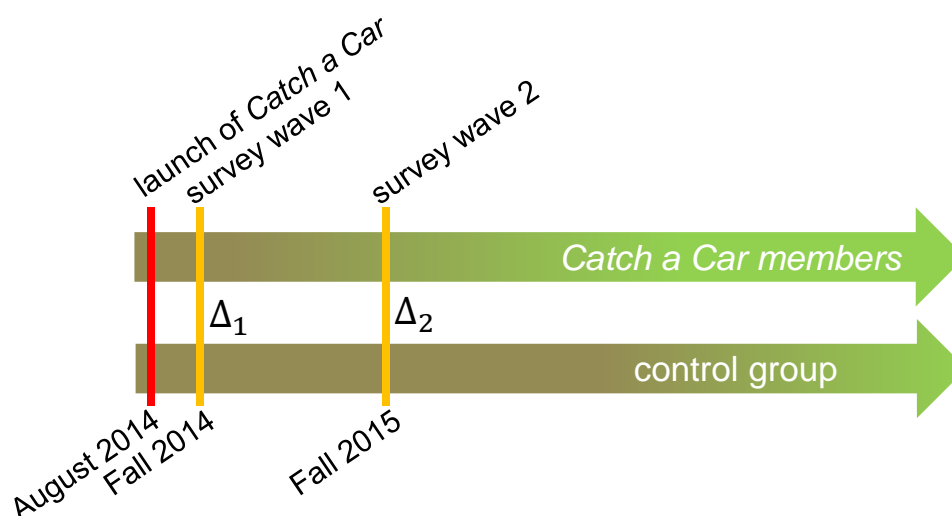 launch of Catch a Car
survey wave 1
survey wave 2
Catch a Car members
Δ₁
Δ₂
control group
August 2014
Fall 2014
Fall 2015